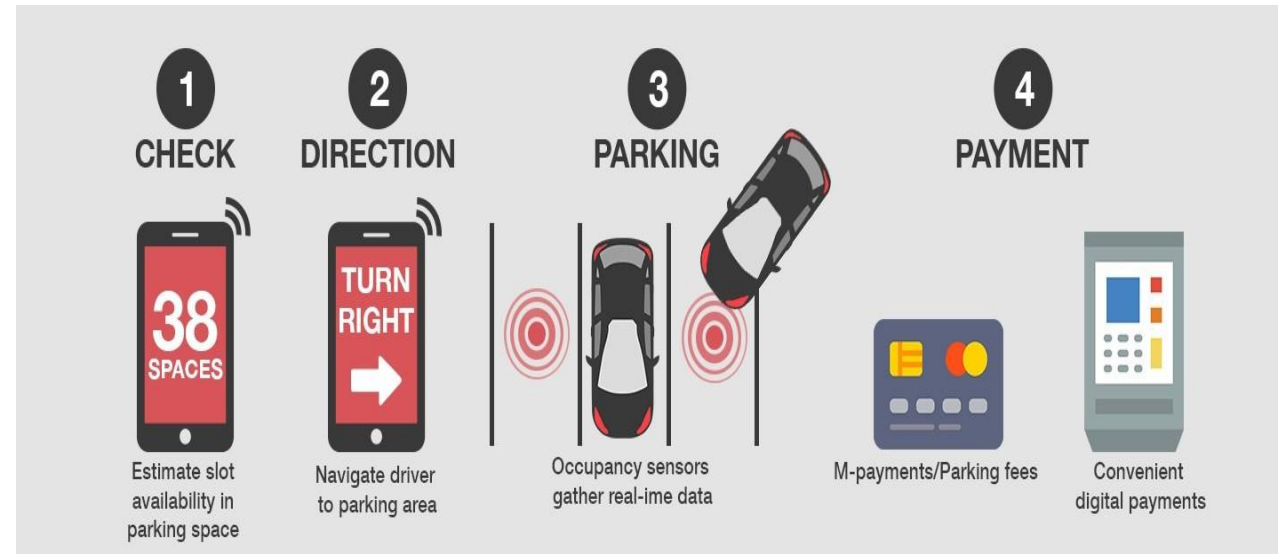 1
CHECK
38
SPACES
Estimate slot
availability in
parking space
2
DIRECTION
TURN
RIGHT
Navigate driver
to parking area
3
PARKING
Occupancy sensors
gather real-ime data
4
PAYMENT
M-payments/Parking fees
Convenient
digital payments